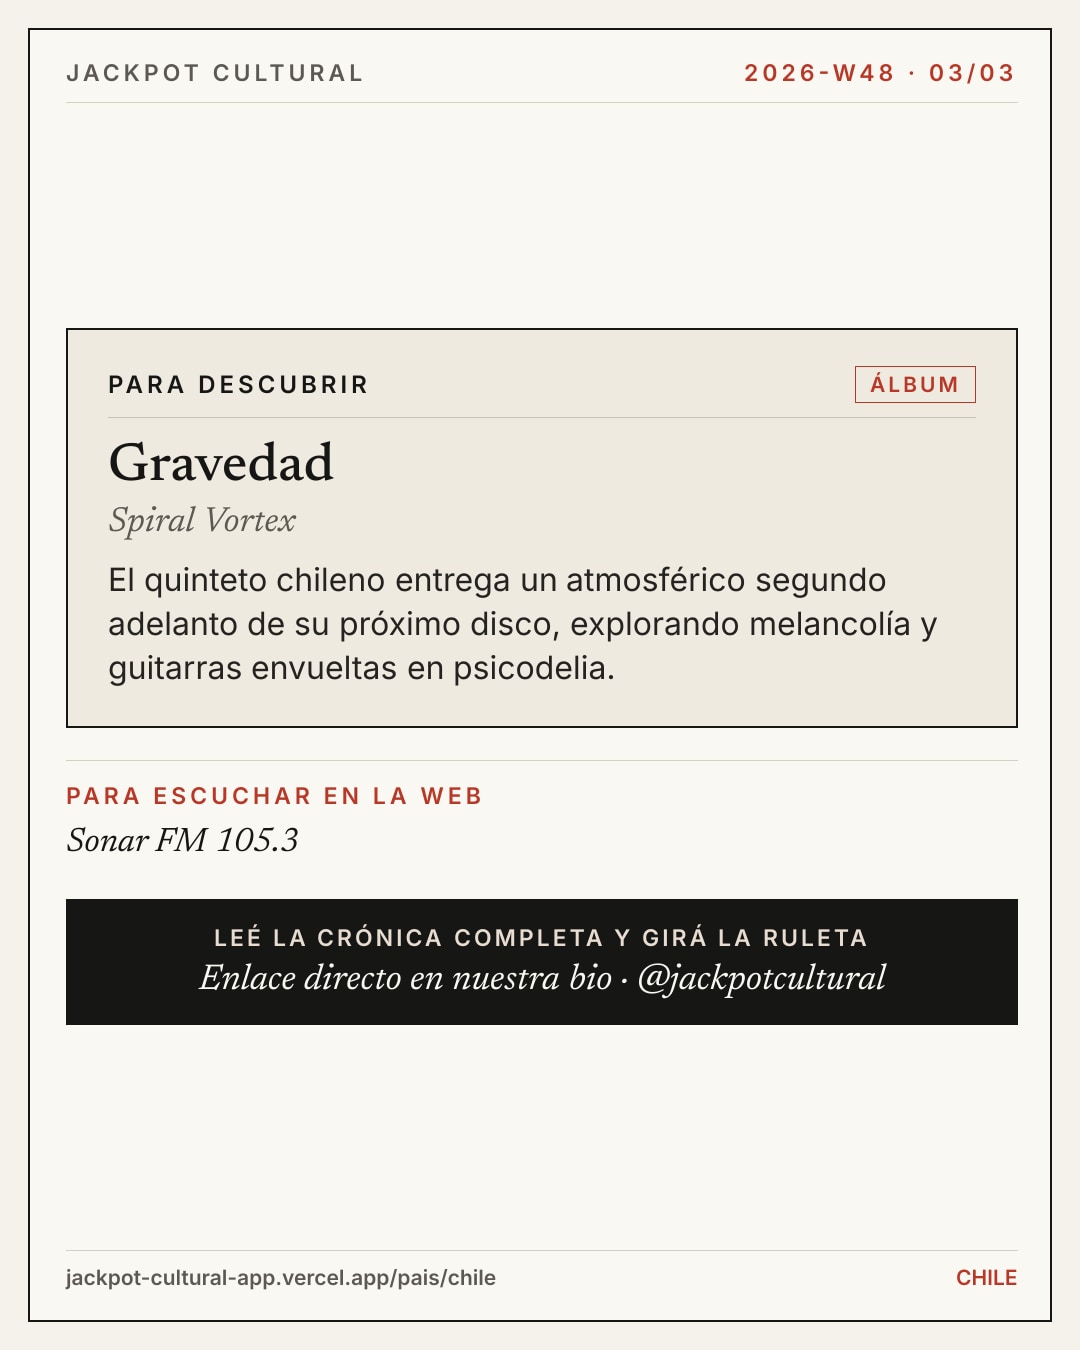 JACKPOT CULTURAL
2026-W48 · 03/03
PARA DESCUBRIR
ÁLBUM
Gravedad
Spiral Vortex
El quinteto chileno entrega un atmosférico segundo
adelanto de su próximo disco, explorando melancolía y
guitarras envueltas en psicodelia.
PARA ESCUCHAR EN LA WEB
Sonar FM 105.3
LEÉ LA CRÓNICA COMPLETA Y GIRÁ LA RULETA
Enlace directo en nuestra bio · @jackpotcultural
jackpot-cultural-app.vercel.app/pais/chile
CHILE